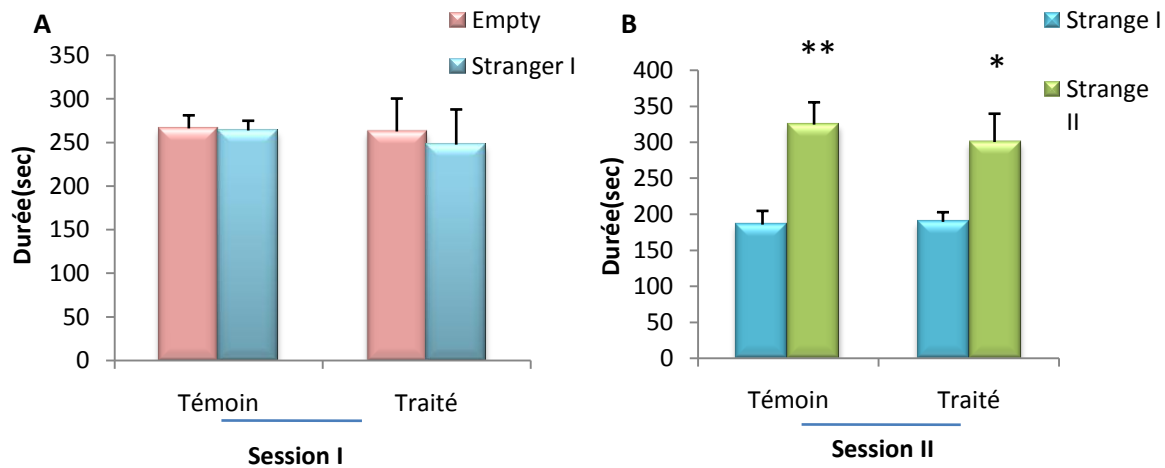 A
Empty
Stranger I
Durée(sec)
350
300
250
200
150
100
50
0
Témoin
Traité
Session I
B
Strange I
Strange
II
**
*
Durée(sec)
400
350
300
250
200
150
100
50
0
Témoin
Traité
Session II